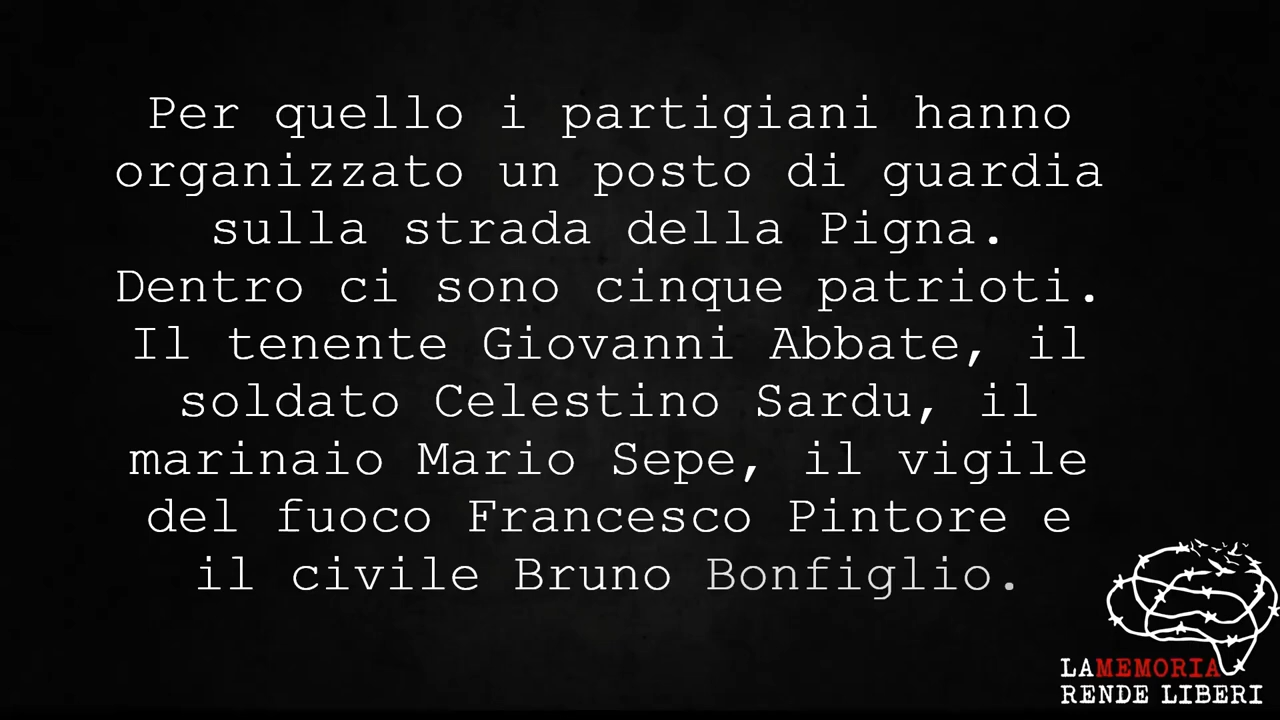 Per quello i partigiani hanno
organizzato un posto di guardia
sulla strada della Pigna.
Dentro ci sono cinque patrioti.
Il tenente Giovanni Abbate, il
soldato Celestino Sardu, il
marinaio Mario Sepe, il vigile
del fuoco Francesco Pintore e
il civile Bruno Bonfiglio.
LAMEMORIA
RENDE LIBERI